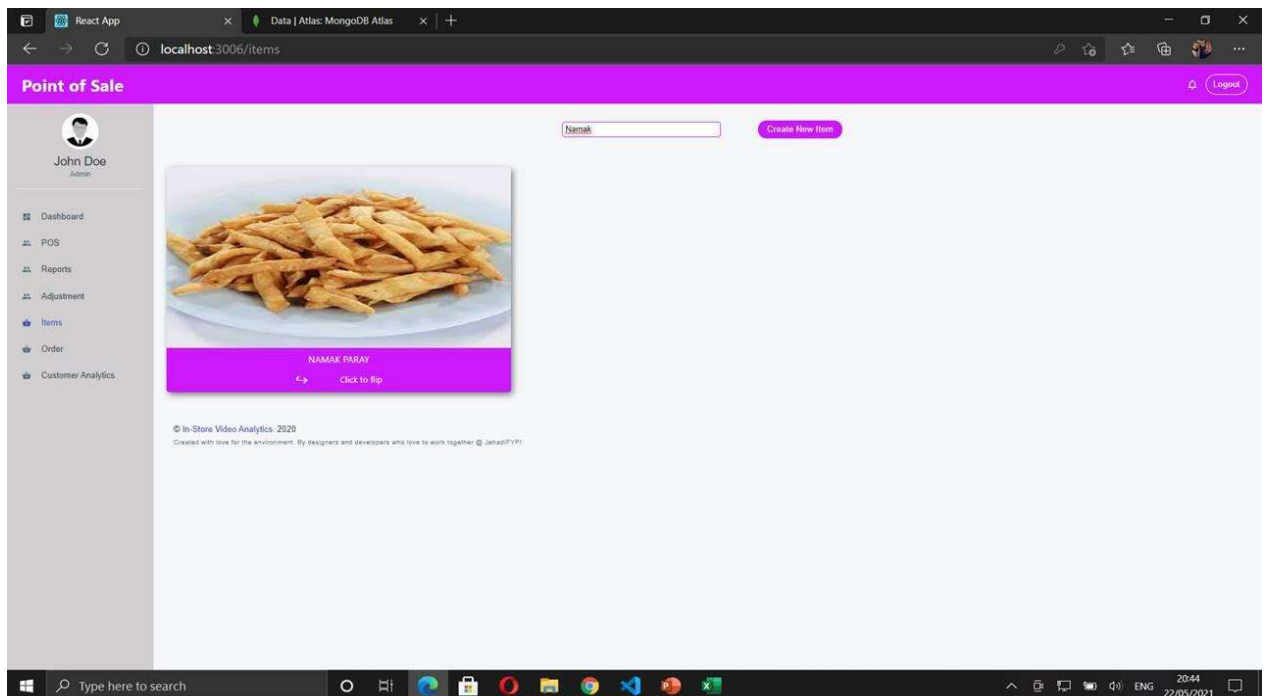 React App
Data | Atlas: MongoDB Atlas
localhost:3006/items
Point of Sale
Logout
Namak
Create New Item
John Doe
Admin
Dashboard
POS
Reports
Adjustment
Items
Order
Customer Analytics
NAMAK PARAY
Click to flip
© In-Store Video Analytics. 2020
Created with love for the environment. By designers and developers who love to work together @ JahadiFYP!
Type here to search
ENG
20:44
22/05/2021